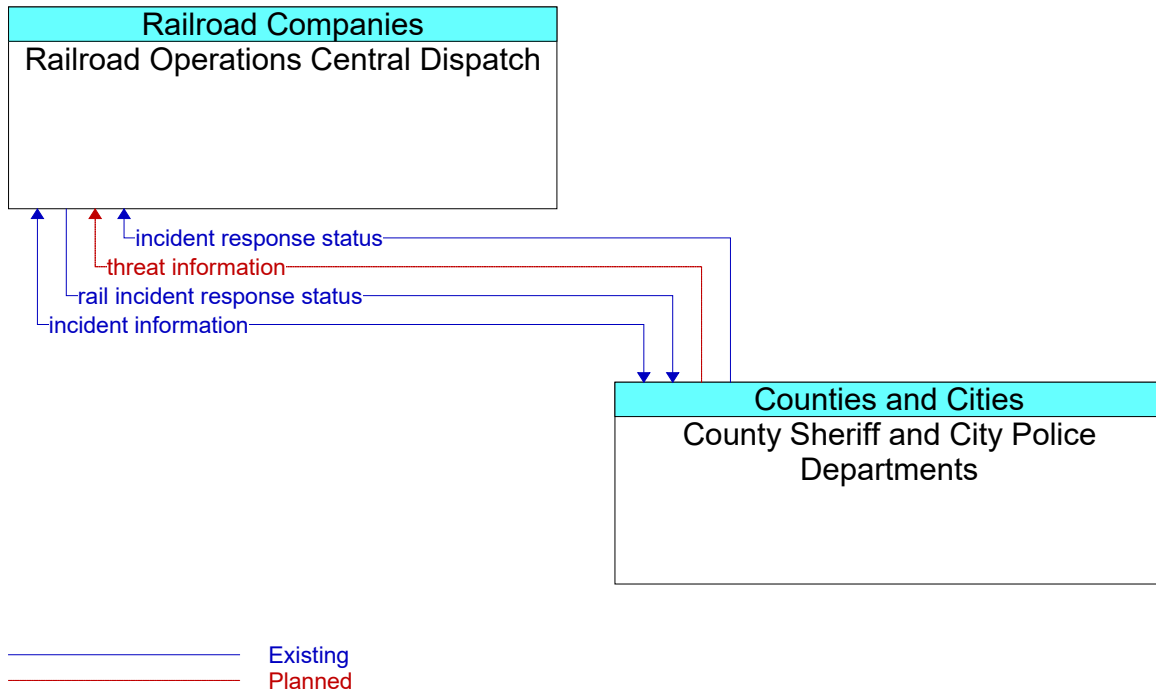 Railroad Companies
Railroad Operations Central Dispatch
incident response status
threat information
rail incident response status
incident information
Counties and Cities
County Sheriff and City Police
Departments
Existing
Planned